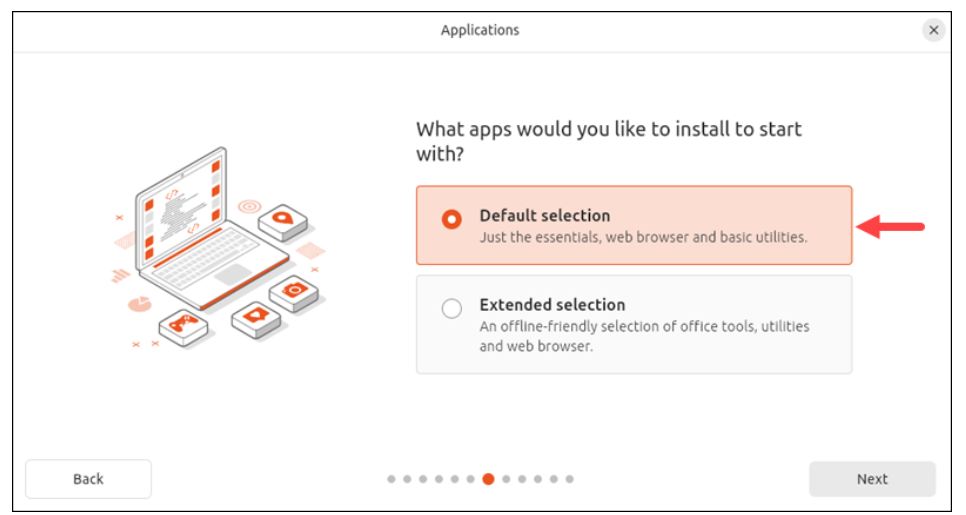 Applications
What apps would you like to install to start
with?
Default selection
Just the essentials, web browser and basic utilities.
Extended selection
An offline-friendly selection of office tools, utilities
and web browser.
Back
Next